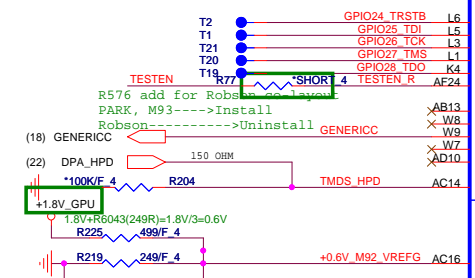 T2 GPIO24_TRSTB L6
T1 GPIO25_TDI L5
T21 GPIO26_TCK L3
T20 GPIO27_TMS L1
T19 GPIO28_TDO K4
TESTEN R77 *SHORT_4 TESTEN_R AF24
R576 add for Robson co-layout
PARK, M93---->Install
Robson---------->Uninstall
AB13
W8
(18) GENERICC GENERICC W9
W7
(22) DPA_HPD 150 OHM AD10
*100K/F_4 R204 TMDS_HPD AC14
+1.8V_GPU
1.8V+R6043(249R)=1.8V/3=0.6V
R225 499/F_4
R219 249/F_4 +0.6V_M92_VREFG AC16